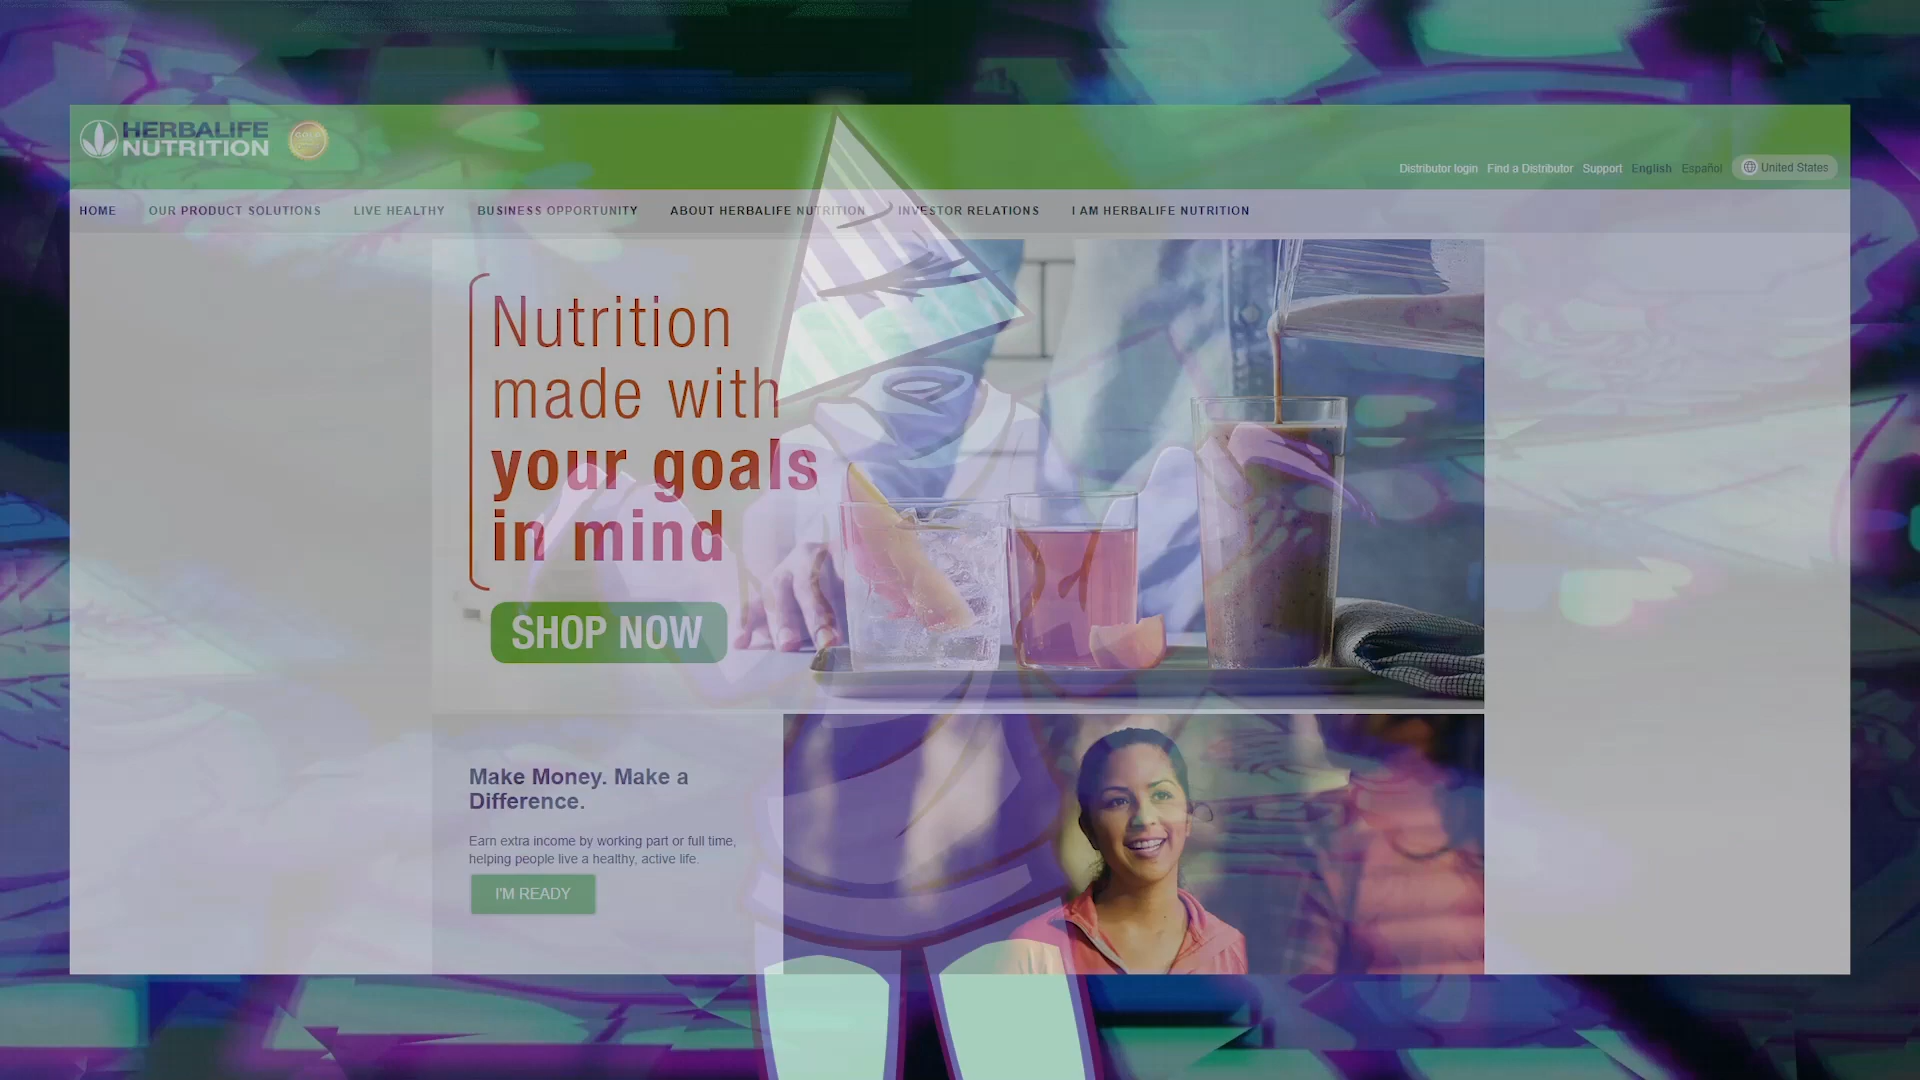 HERBALIFE
NUTRITION
GOLD
Distributor login Find a Distributor Support English Español United States
HOME OUR PRODUCT SOLUTIONS LIVE HEALTHY BUSINESS OPPORTUNITY ABOUT HERBALIFE NUTRITION INVESTOR RELATIONS I AM HERBALIFE NUTRITION
Nutrition
made with
your goals
in mind
SHOP NOW
Make Money. Make a
Difference.
Earn extra income by working part or full time,
helping people live a healthy, active life.
I'M READY